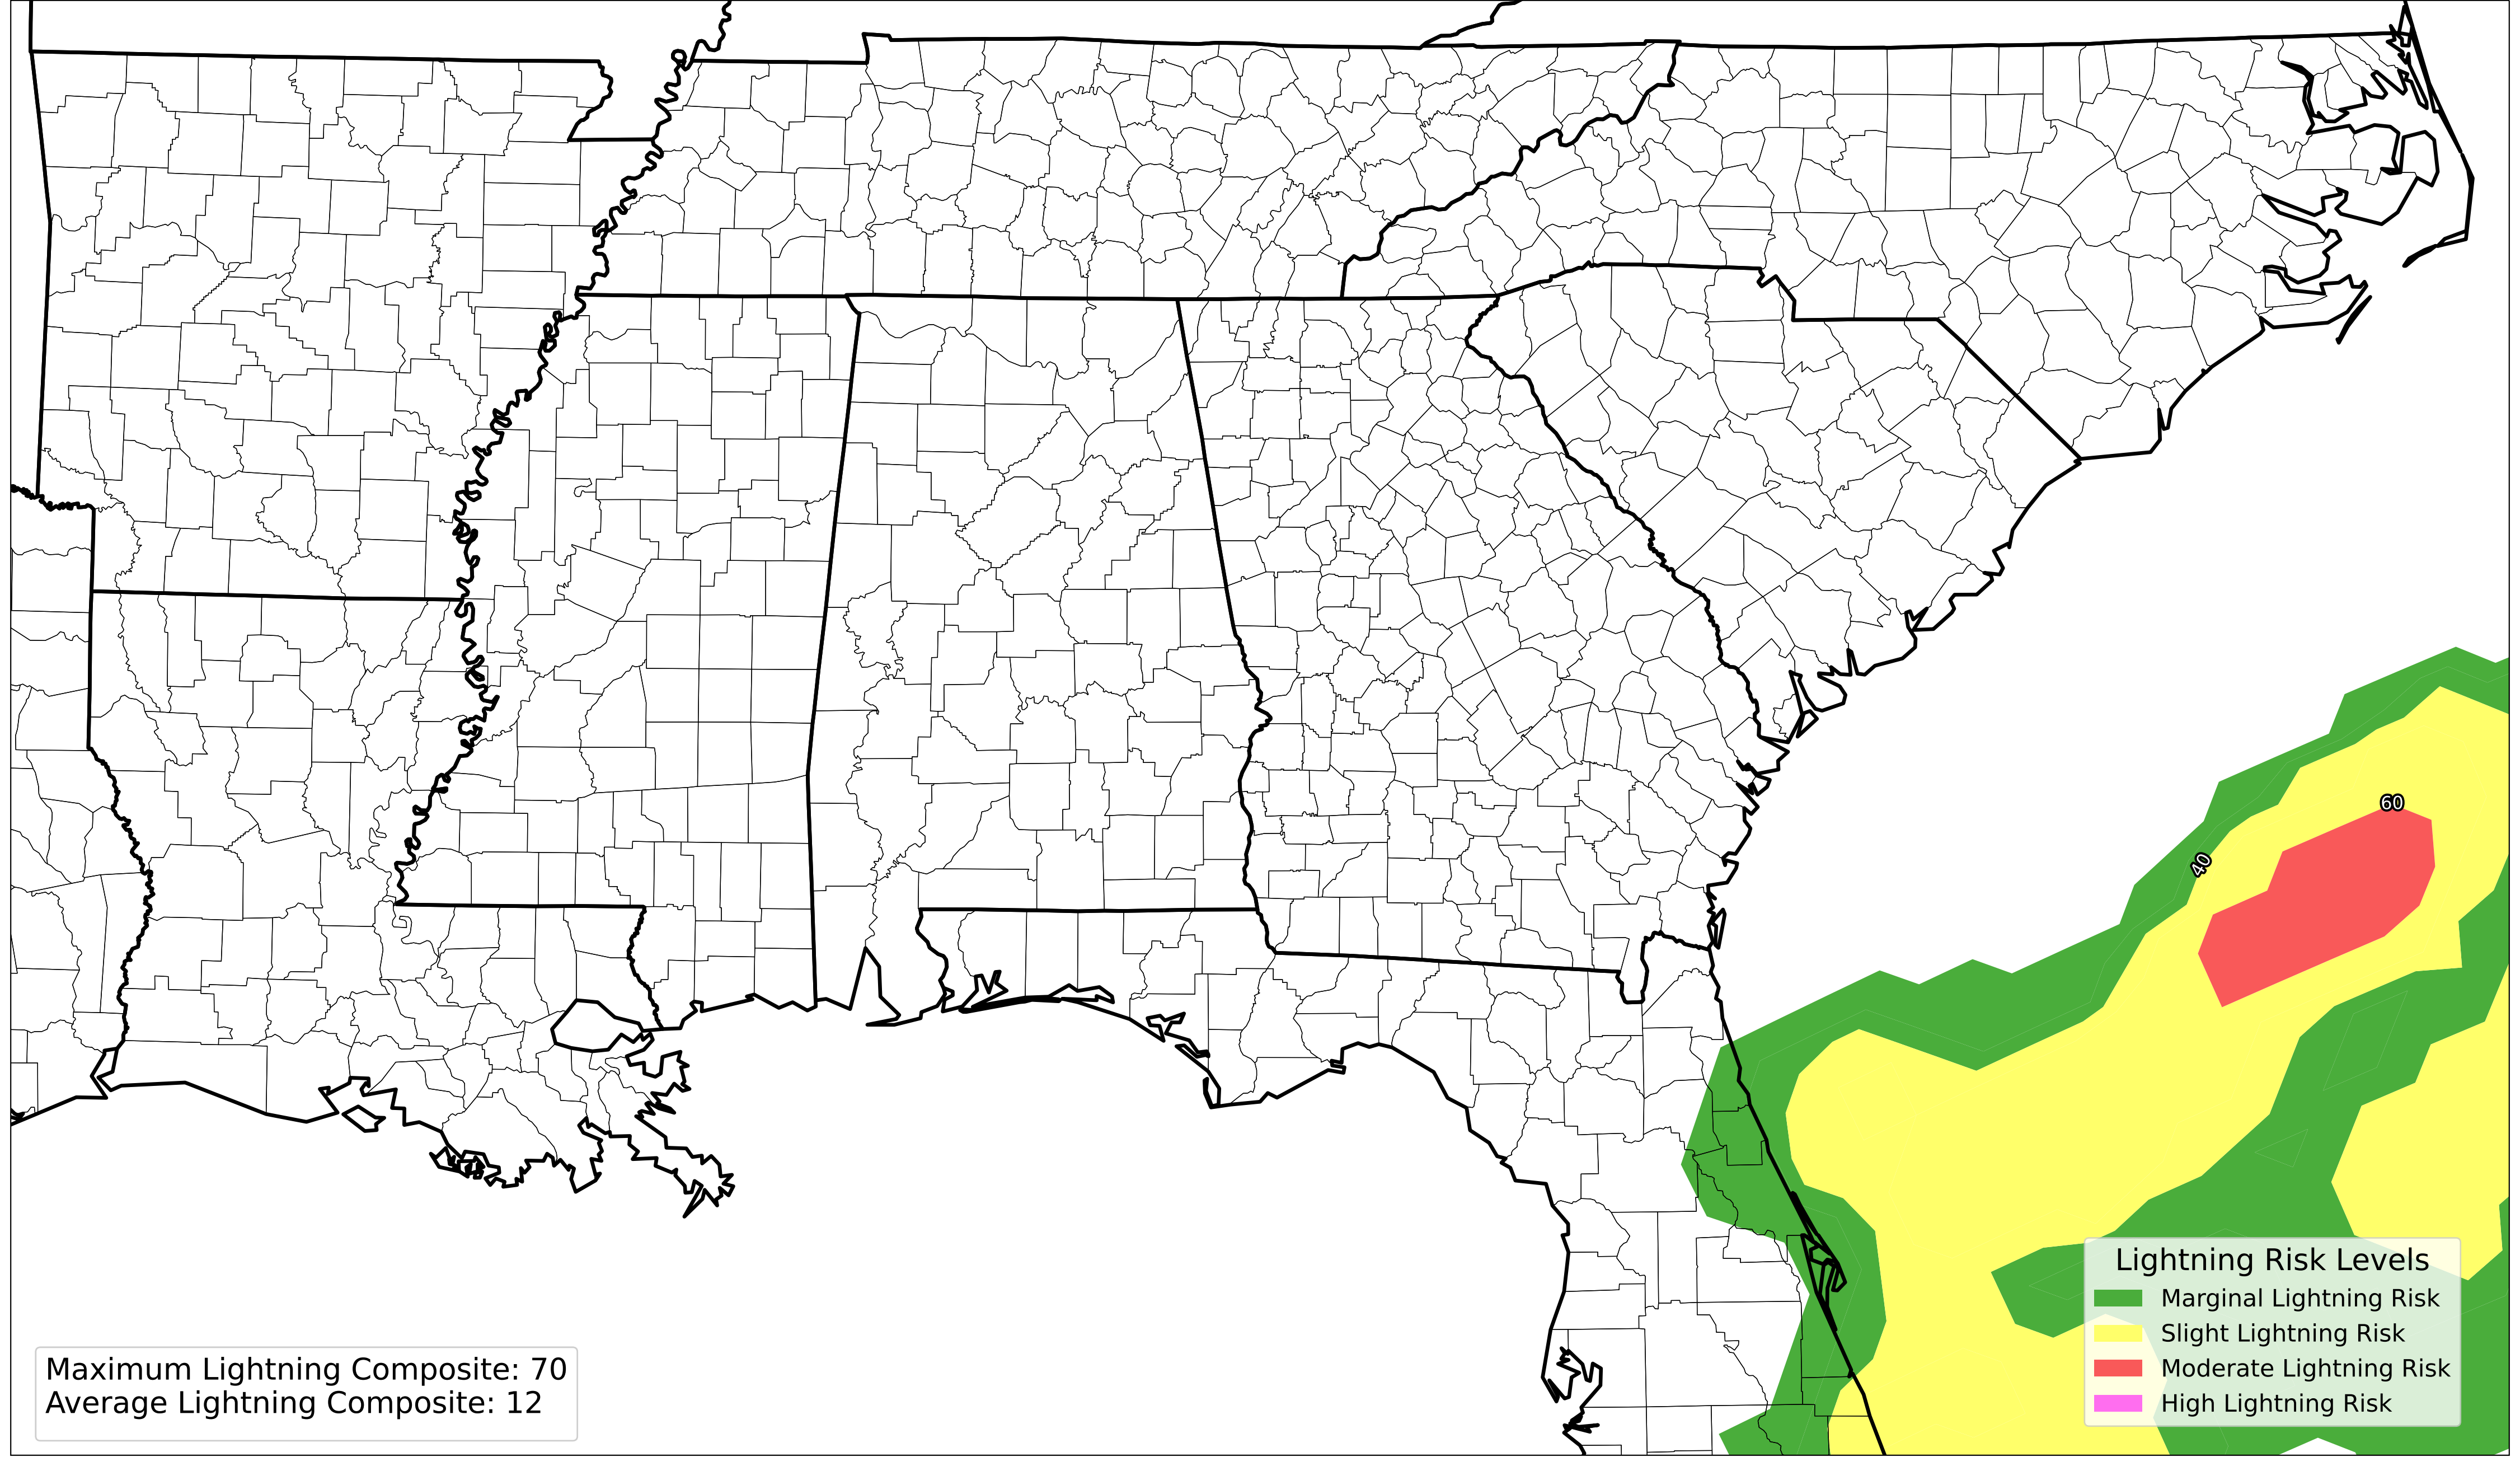 60
40
Lightning Risk Levels
Marginal Lightning Risk
Slight Lightning Risk
Moderate Lightning Risk
High Lightning Risk
Maximum Lightning Composite: 70
Average Lightning Composite: 12